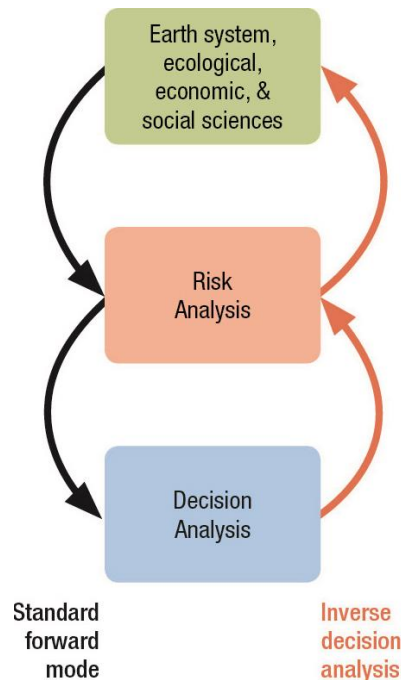 Earth system,
ecological,
economic, &
social sciences
Risk
Analysis
Decision
Analysis
Standard
forward
mode
Inverse
decision
analysis